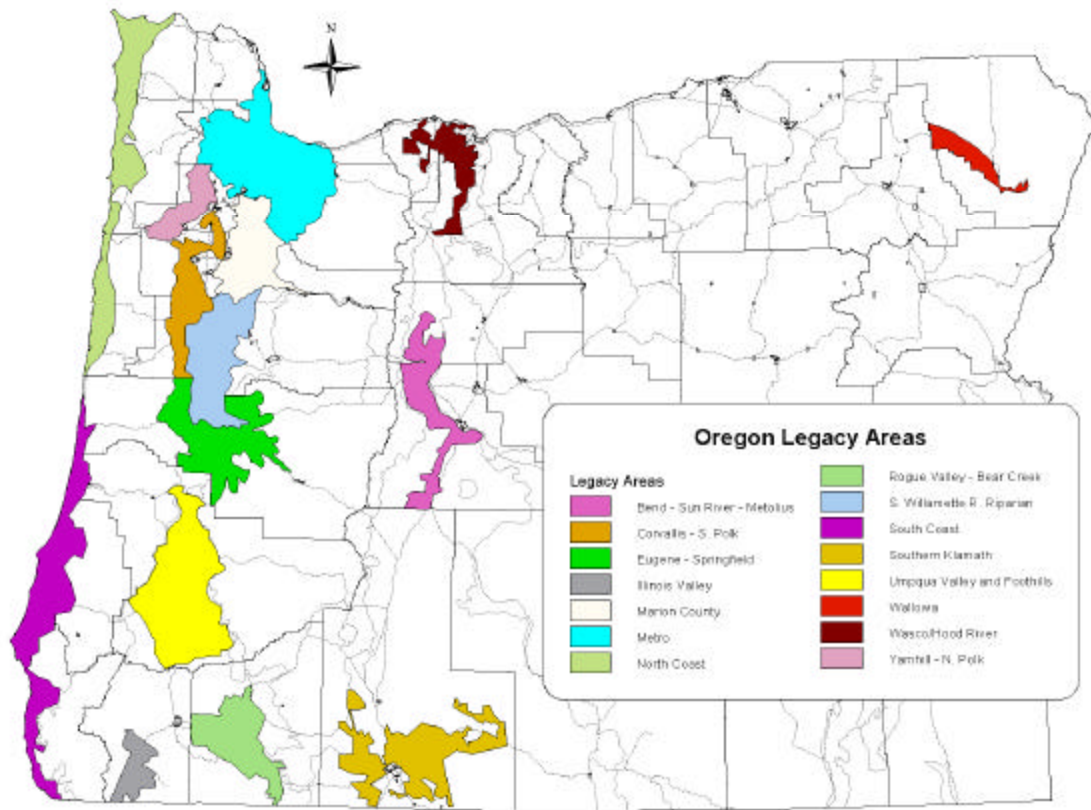 N
Oregon Legacy Areas
Legacy Areas
Bend - Sun River - Metolius
Corvallis - S. Polk
Eugene - Springfield
Illinois Valley
Marion County
Metro
North Coast
Rogue Valley - Bear Creek
S. Willamette R. Riparian
South Coast
Southern Klamath
Umpqua Valley and Foothills
Wallowa
Wasco/Hood River
Yamhill - N. Polk